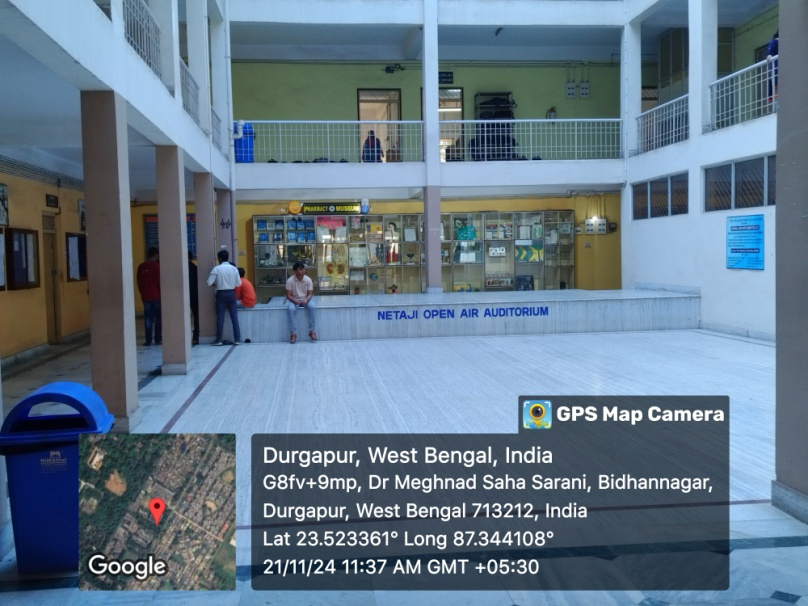 PHARMACY MUSEUM
NETAJI OPEN AIR AUDITORIUM
GPS Map Camera
Durgapur, West Bengal, India
G8fv+9mp, Dr Meghnad Saha Sarani, Bidhannagar,
Durgapur, West Bengal 713212, India
Lat 23.523361° Long 87.344108°
21/11/24 11:37 AM GMT +05:30
Google